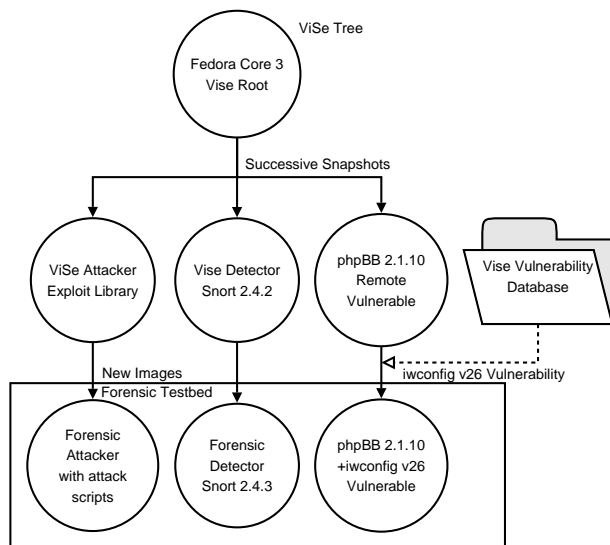 ViSe Tree
Fedora Core 3
Vise Root
Successive Snapshots
ViSe Attacker
Exploit Library
Vise Detector
Snort 2.4.2
phpBB 2.1.10
Remote
Vulnerable
Vise Vulnerability
Database
New Images
iwconfig v26 Vulnerability
Forensic Testbed
Forensic
Attacker
with attack
scripts
Forensic
Detector
Snort 2.4.3
phpBB 2.1.10
+iwconfig v26
Vulnerable